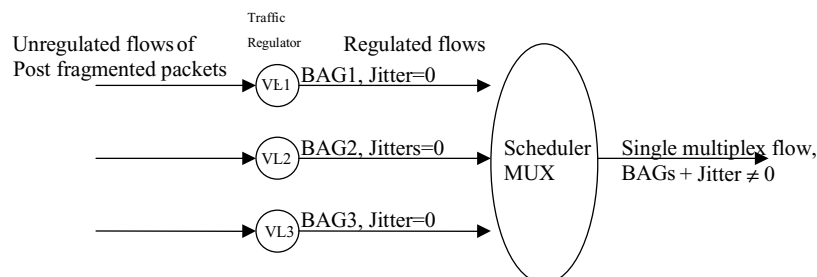 Traffic
Regulator
Unregulated flows of
Post fragmented packets
Regulated flows
VL1
BAG1, Jitter=0
VL2
BAG2, Jitters=0
Scheduler
MUX
Single multiplex flow,
BAGs + Jitter ≠ 0
VL3
BAG3, Jitter=0